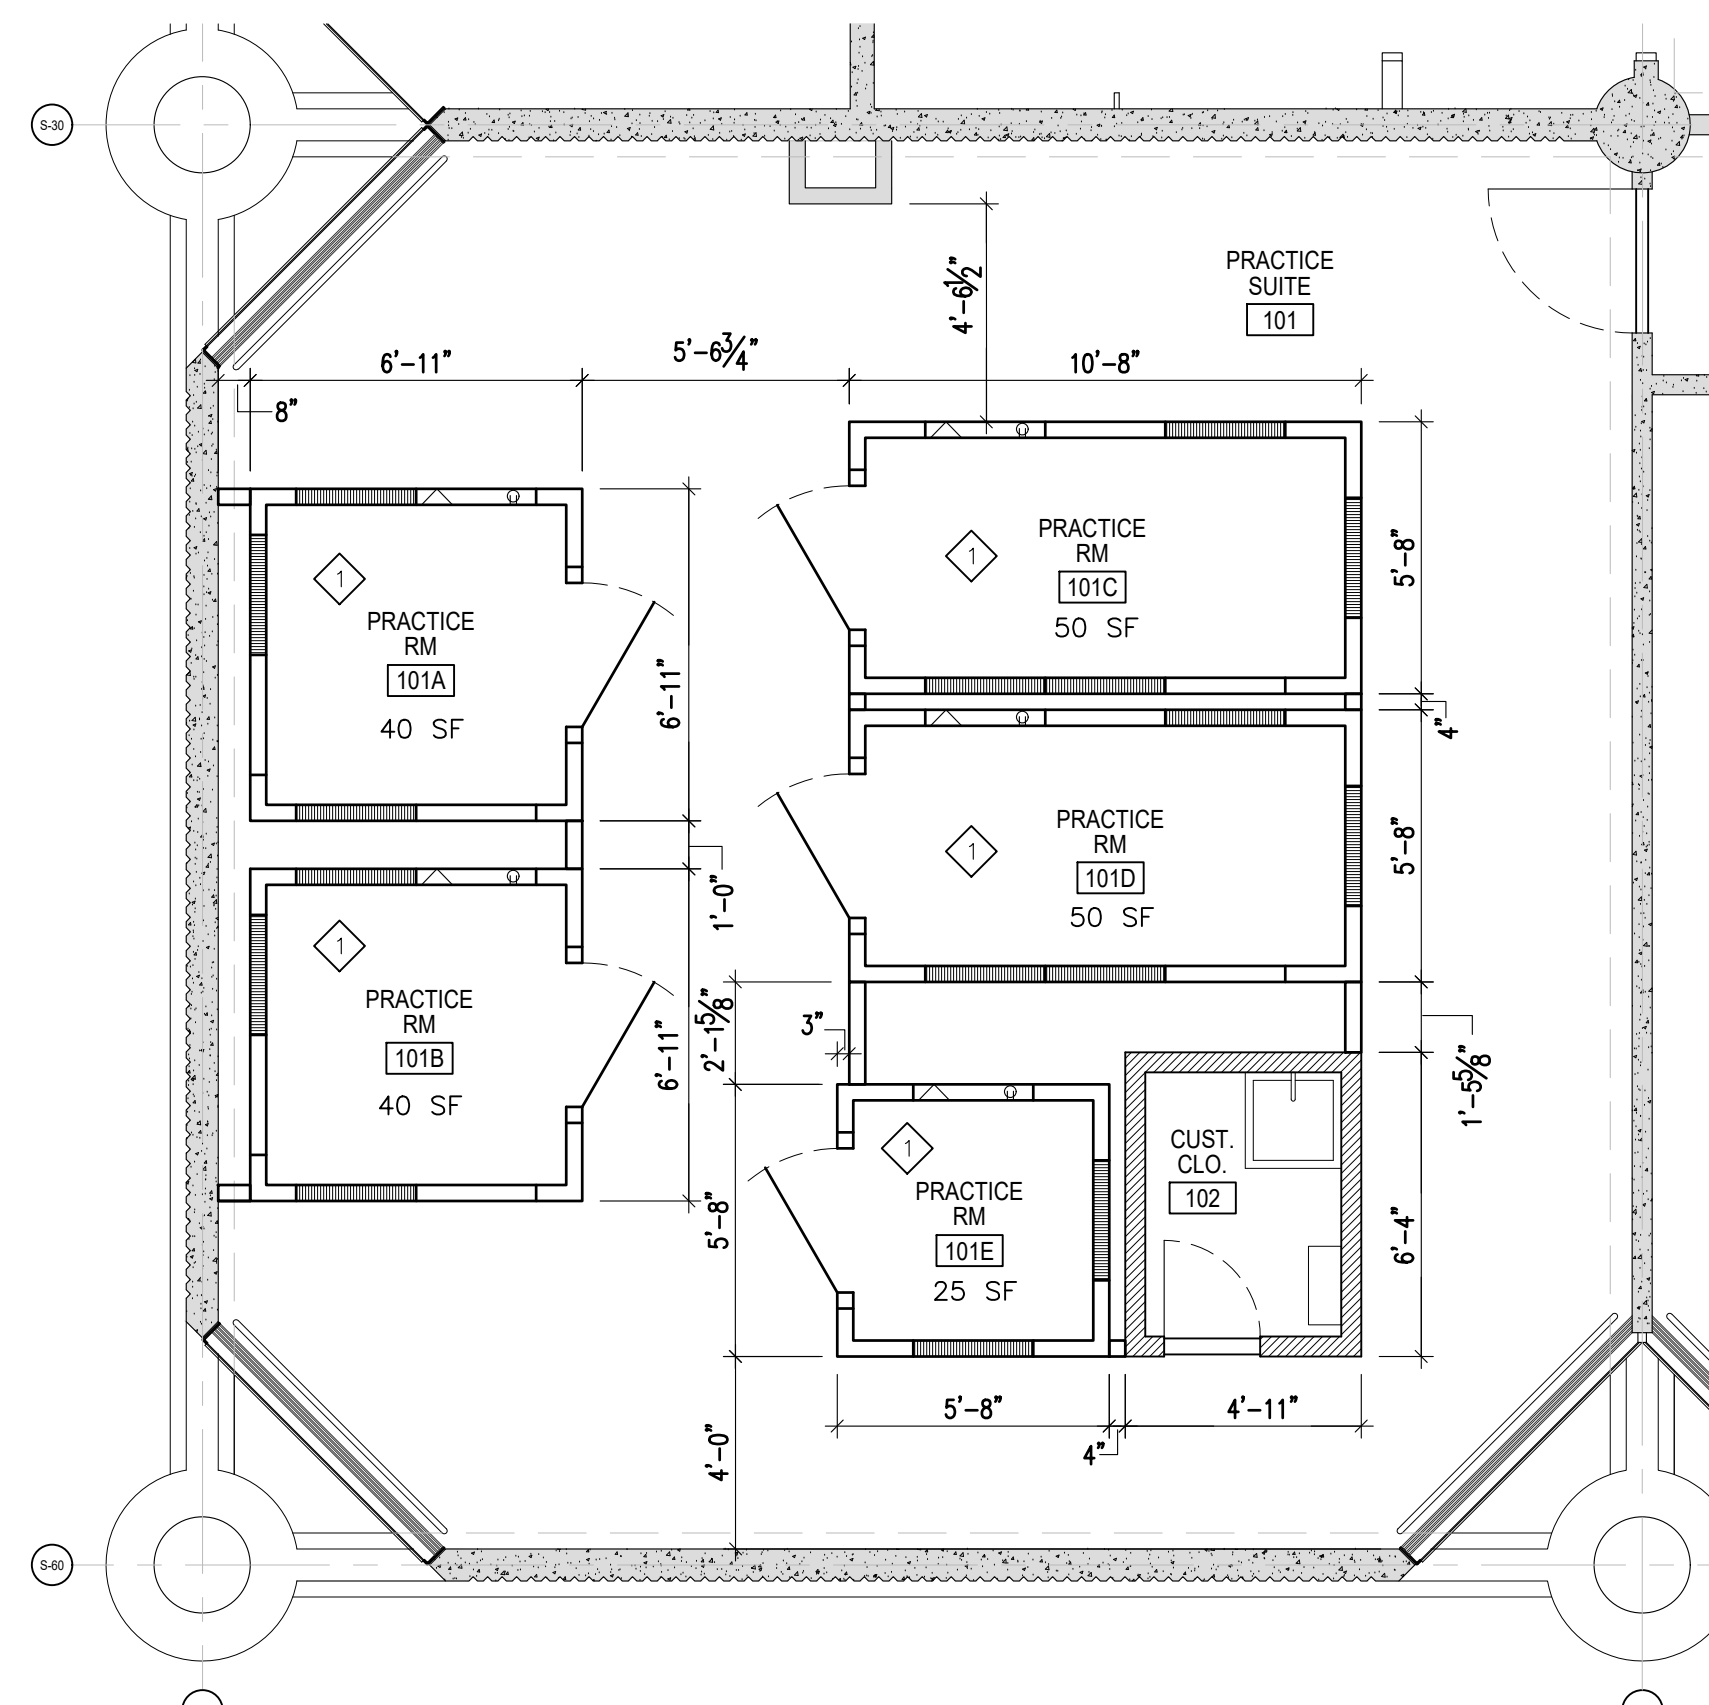 S-30
PRACTICE
SUITE
101
4'-6½"
6'-11"
5'-6¾"
10'-8"
8"
PRACTICE
RM
101C
50 SF
1
5'-8"
1
PRACTICE
RM
101A
40 SF
6'-11"
4"
PRACTICE
RM
101D
50 SF
1
5'-8"
1'-0"
1
PRACTICE
RM
101B
40 SF
6'-11"
2'-1⅝"
3"
1'-5⅝"
1
PRACTICE
RM
101E
25 SF
5'-8"
CUST.
CLO.
102
6'-4"
5'-8"
4"
4'-11"
4'-0"
S-60